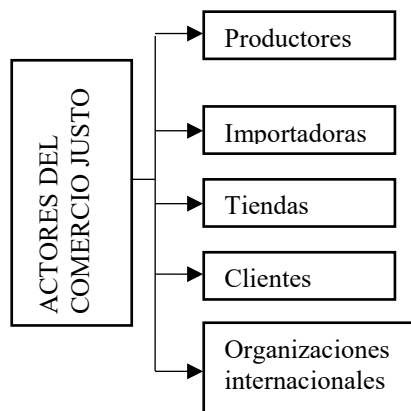 ACTORES DEL
COMERCIO JUSTO
Productores
Importadoras
Tiendas
Clientes
Organizaciones
internacionales